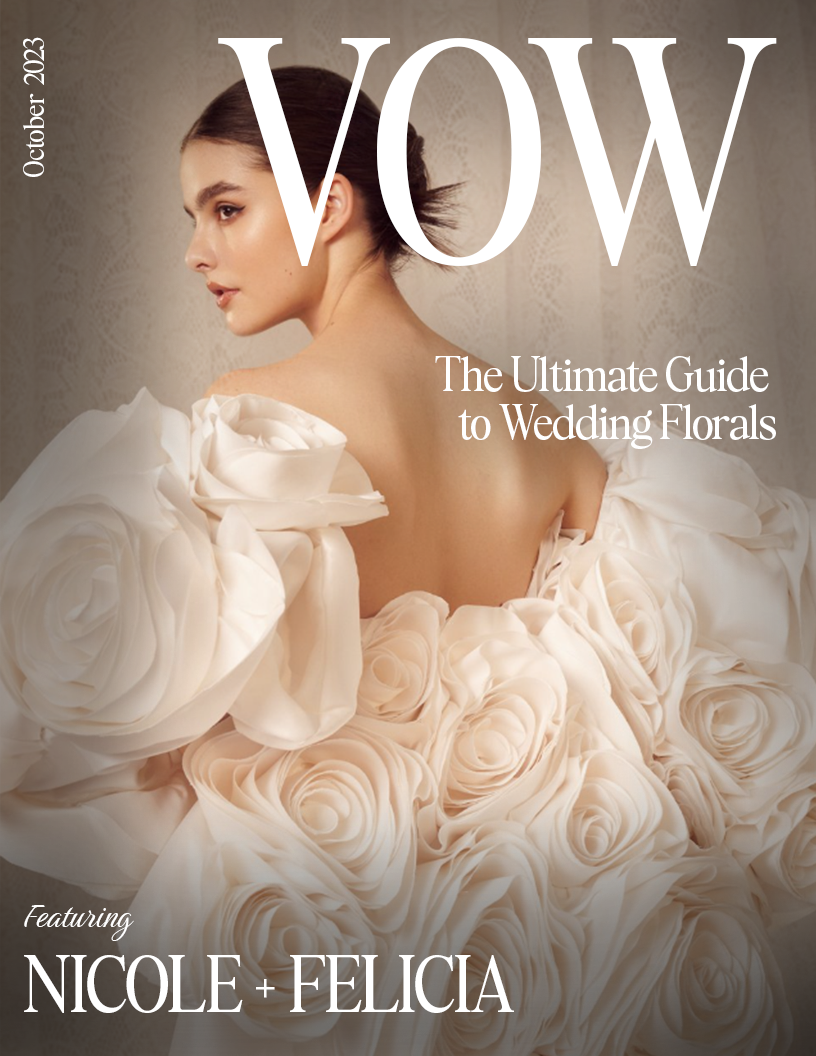 October 2023
VOW
The Ultimate Guide
to Wedding Florals
Featuring
NICOLE + FELICIA